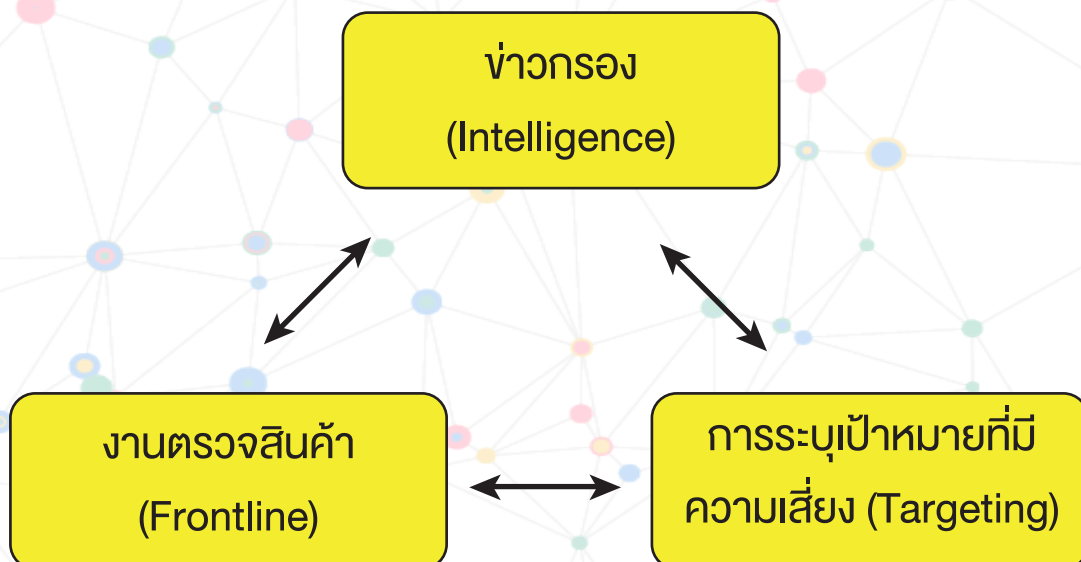 ข่าวกรอง
(Intelligence)
งานตรวจสินค้า
(Frontline)
การระบุเป้าหมายที่มี
ความเสี่ยง (Targeting)